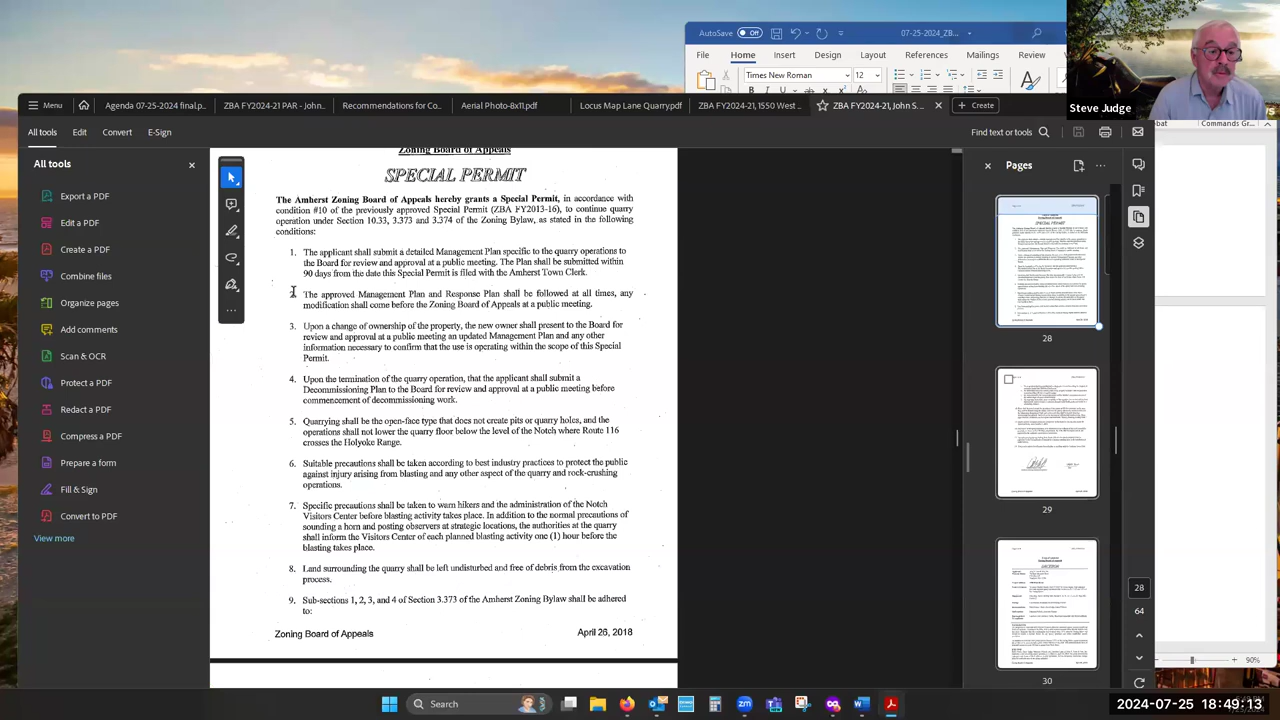 AutoSave Off
07-25-2024_ZB...
File Home Insert Design Layout References Mailings Review
Times New Roman 12
Steve Judge
Menu
Agenda 07-25-2024 final.p...
ZBA FY2024-21 PAR - John...
Recommendations for Co...
Aerial Photo-8x11.pdf
Locus Map Lane Quarry.pdf
ZBA FY2024-21, 1550 West ...
ZBA FY2024-21, John S...
Create
Commands Gr...
All tools Edit Convert E-Sign
Find text or tools
All tools
Export a PDF
Edit a PDF
Create a PDF
Combine files
Organize pages
Add comments
Scan & OCR
Protect a PDF
Redact a PDF
Compress a PDF
Prepare a form
Fill & Sign
Convert to PDF
View more
Zoning Board of Appeals
SPECIAL PERMIT
The Amherst Zoning Board of Appeals hereby grants a Special Permit, in accordance with
condition #10 of the previously approved Special Permit (ZBA FY2013-16), to continue quarry
operation under Section 10.33, 3.373 and 3.374 of the Zoning Bylaw, as stated in the following
conditions:
1. The applicant shall submit a detailed Management Plan specific to the quarry operations to
the Board for review and approval at a public meeting. The Plan shall be submitted within
90 days from the date this Special Permit is filed with the Amherst Town Clerk.
The approved Management Plan and Response Plan shall be followed at all times, any
modification shall come before the Zoning Board of Appeals at a public meeting.
3. Upon a change of ownership of the property, the new owner shall present to the Board for
review and approval at a public meeting an updated Management Plan and any other
information necessary to confirm that the use is operating within the scope of this Special
Permit.
4. Upon the termination of the quarry operation, that the applicant shall submit a
Decommissioning Plan to the Board for review and approval at a public meeting before
commencement of decommissioning work.
5. Quarrying shall be the open-face type that does not create pits or quarry holes, and the
operations shall not lower the quarry floor below the level of the Notch where Route 116
crosses the Holyoke Range.
6. Suitable precautions shall be taken according to best industry practices to protect the public
against injury arising from blasting and any other aspect of the quarry and rock-crushing
operations.
7. Specific precautions shall be taken to warn hikers and the administration of the Notch
Visitors Center before blasting activity takes place. In addition to the normal precautions of
sounding a horn and posting observers at strategic locations, the authorities at the quarry
shall inform the Visitors Center of each planned blasting activity one (1) hour before the
blasting takes place.
8. Land surrounding the quarry shall be left undisturbed and free of debris from the excavation
process.
9. Subsections 1, 2, and 4 of Section 3.373 of the Amherst Zoning Bylaw shall be adhered
to:
Zoning Board of Appeals April 26, 2018
Pages
28
29
30
28
90%
Search
2024-07-25 18:49:13